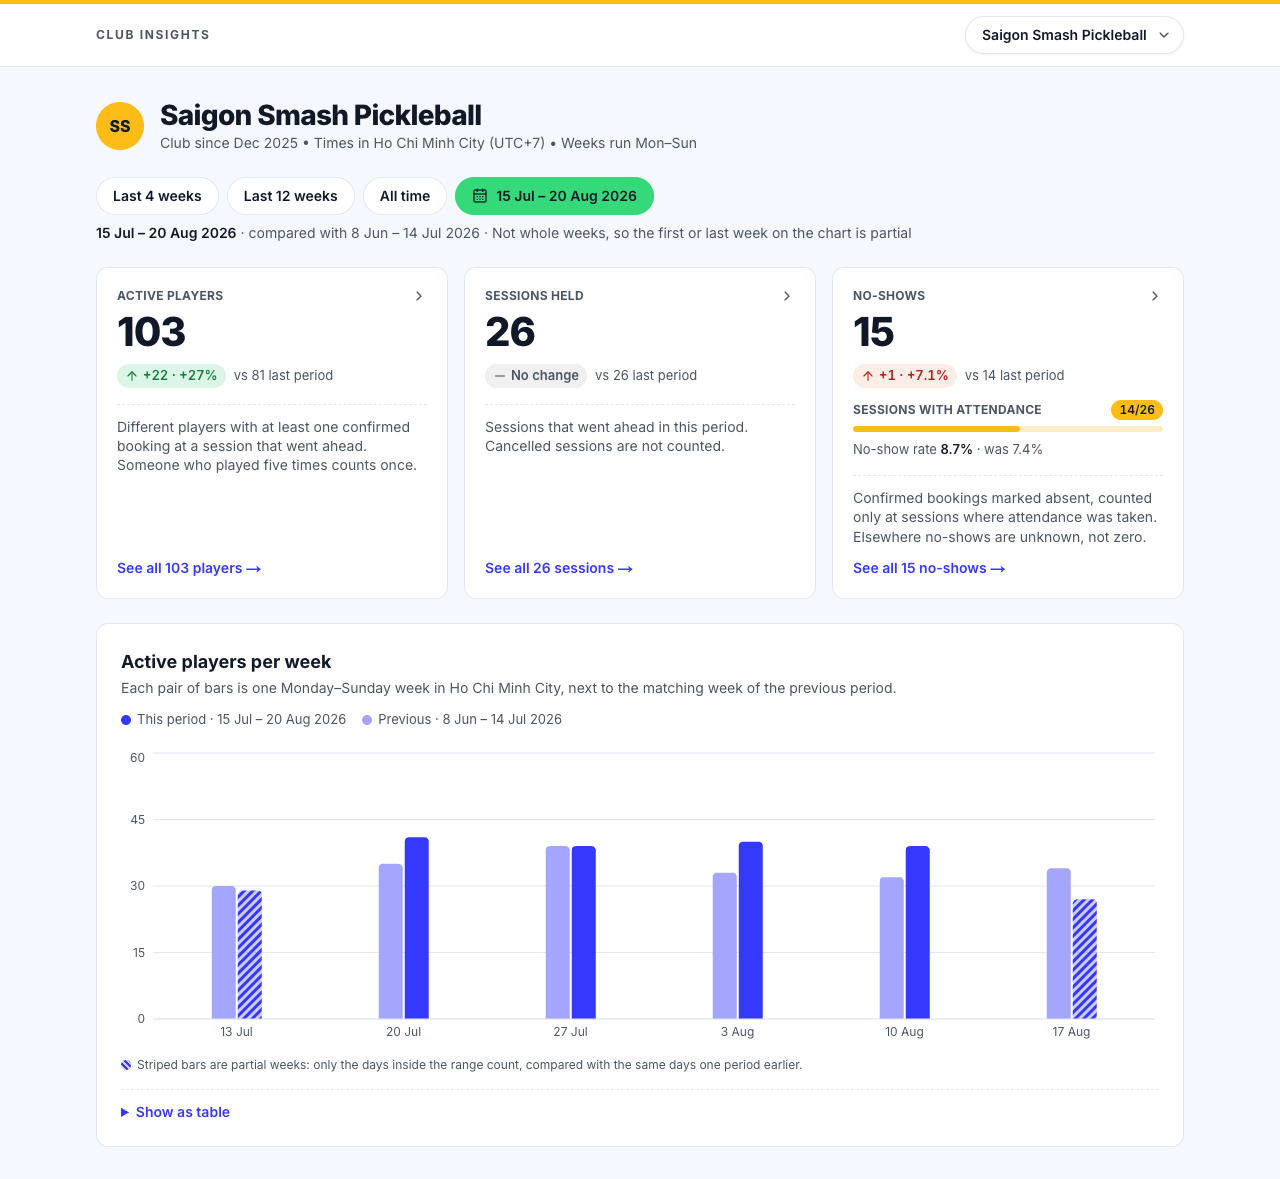 CLUB INSIGHTS
Saigon Smash Pickleball
SS
Saigon Smash Pickleball
Club since Dec 2025 • Times in Ho Chi Minh City (UTC+7) • Weeks run Mon–Sun
Last 4 weeks
Last 12 weeks
All time
15 Jul – 20 Aug 2026
15 Jul – 20 Aug 2026 · compared with 8 Jun – 14 Jul 2026 · Not whole weeks, so the first or last week on the chart is partial
ACTIVE PLAYERS
103
↑ +22 · +27% vs 81 last period
Different players with at least one confirmed
booking at a session that went ahead.
Someone who played five times counts once.
See all 103 players →
SESSIONS HELD
26
— No change vs 26 last period
Sessions that went ahead in this period.
Cancelled sessions are not counted.
See all 26 sessions →
NO-SHOWS
15
↑ +1 · +7.1% vs 14 last period
SESSIONS WITH ATTENDANCE 14/26
No-show rate 8.7% · was 7.4%
Confirmed bookings marked absent, counted
only at sessions where attendance was taken.
Elsewhere no-shows are unknown, not zero.
See all 15 no-shows →
Active players per week
Each pair of bars is one Monday–Sunday week in Ho Chi Minh City, next to the matching week of the previous period.
This period · 15 Jul – 20 Aug 2026
Previous · 8 Jun – 14 Jul 2026
60
45
30
15
0
13 Jul
20 Jul
27 Jul
3 Aug
10 Aug
17 Aug
Striped bars are partial weeks: only the days inside the range count, compared with the same days one period earlier.
Show as table